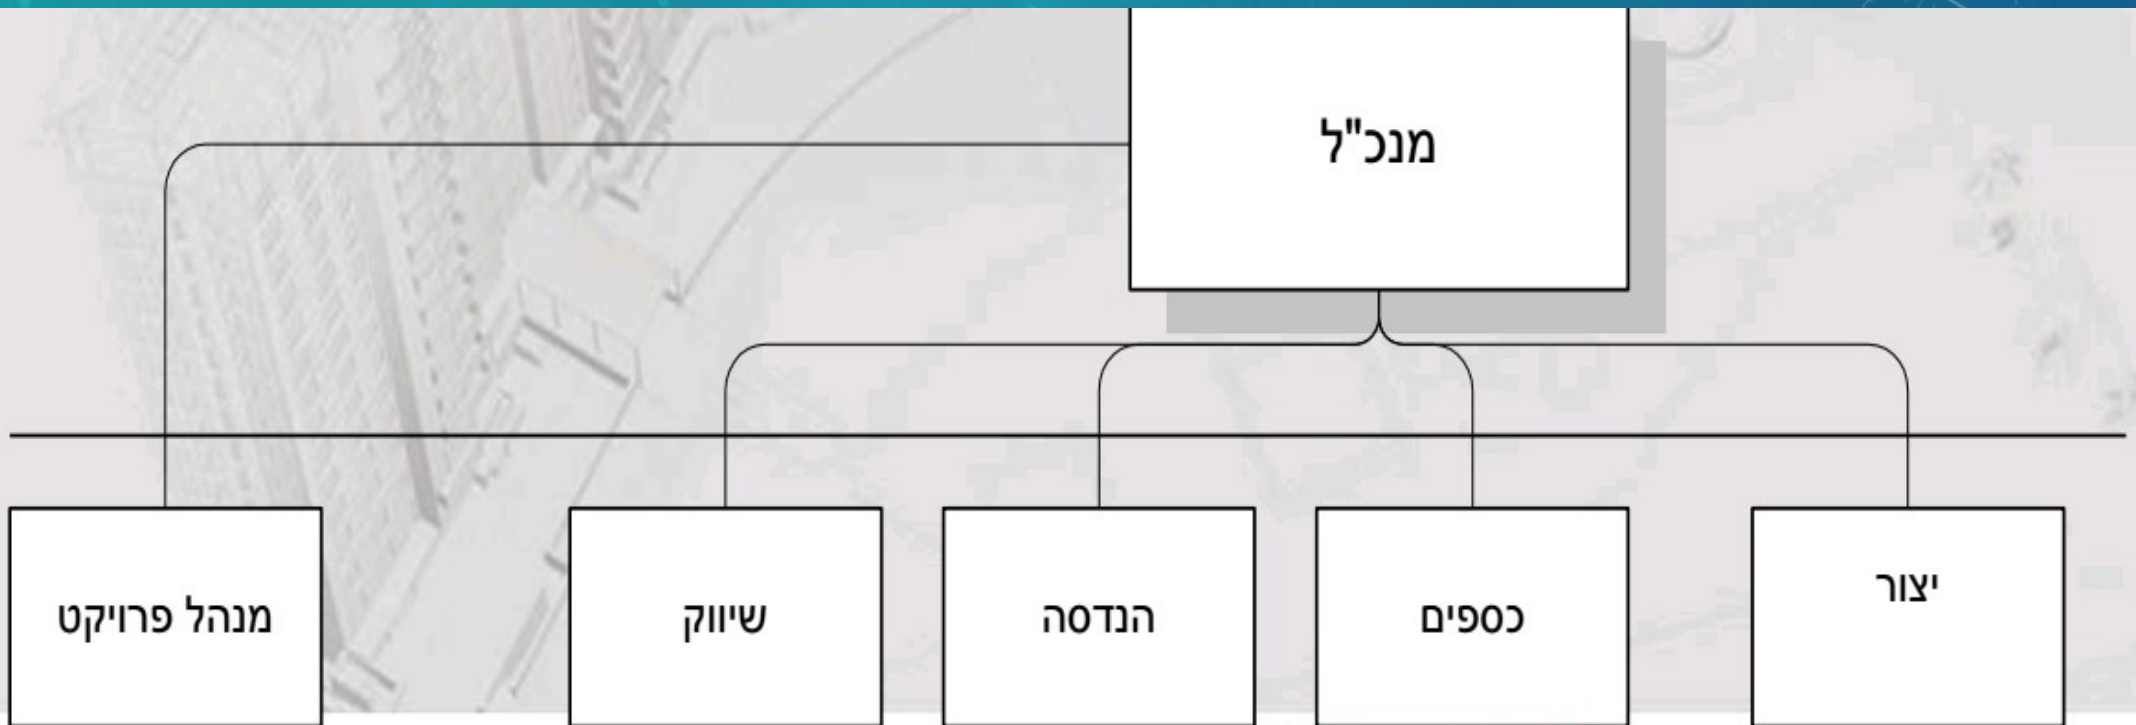 מנכ"ל
יצור
כספים
הנדסה
שיווק
מנהל פרויקט